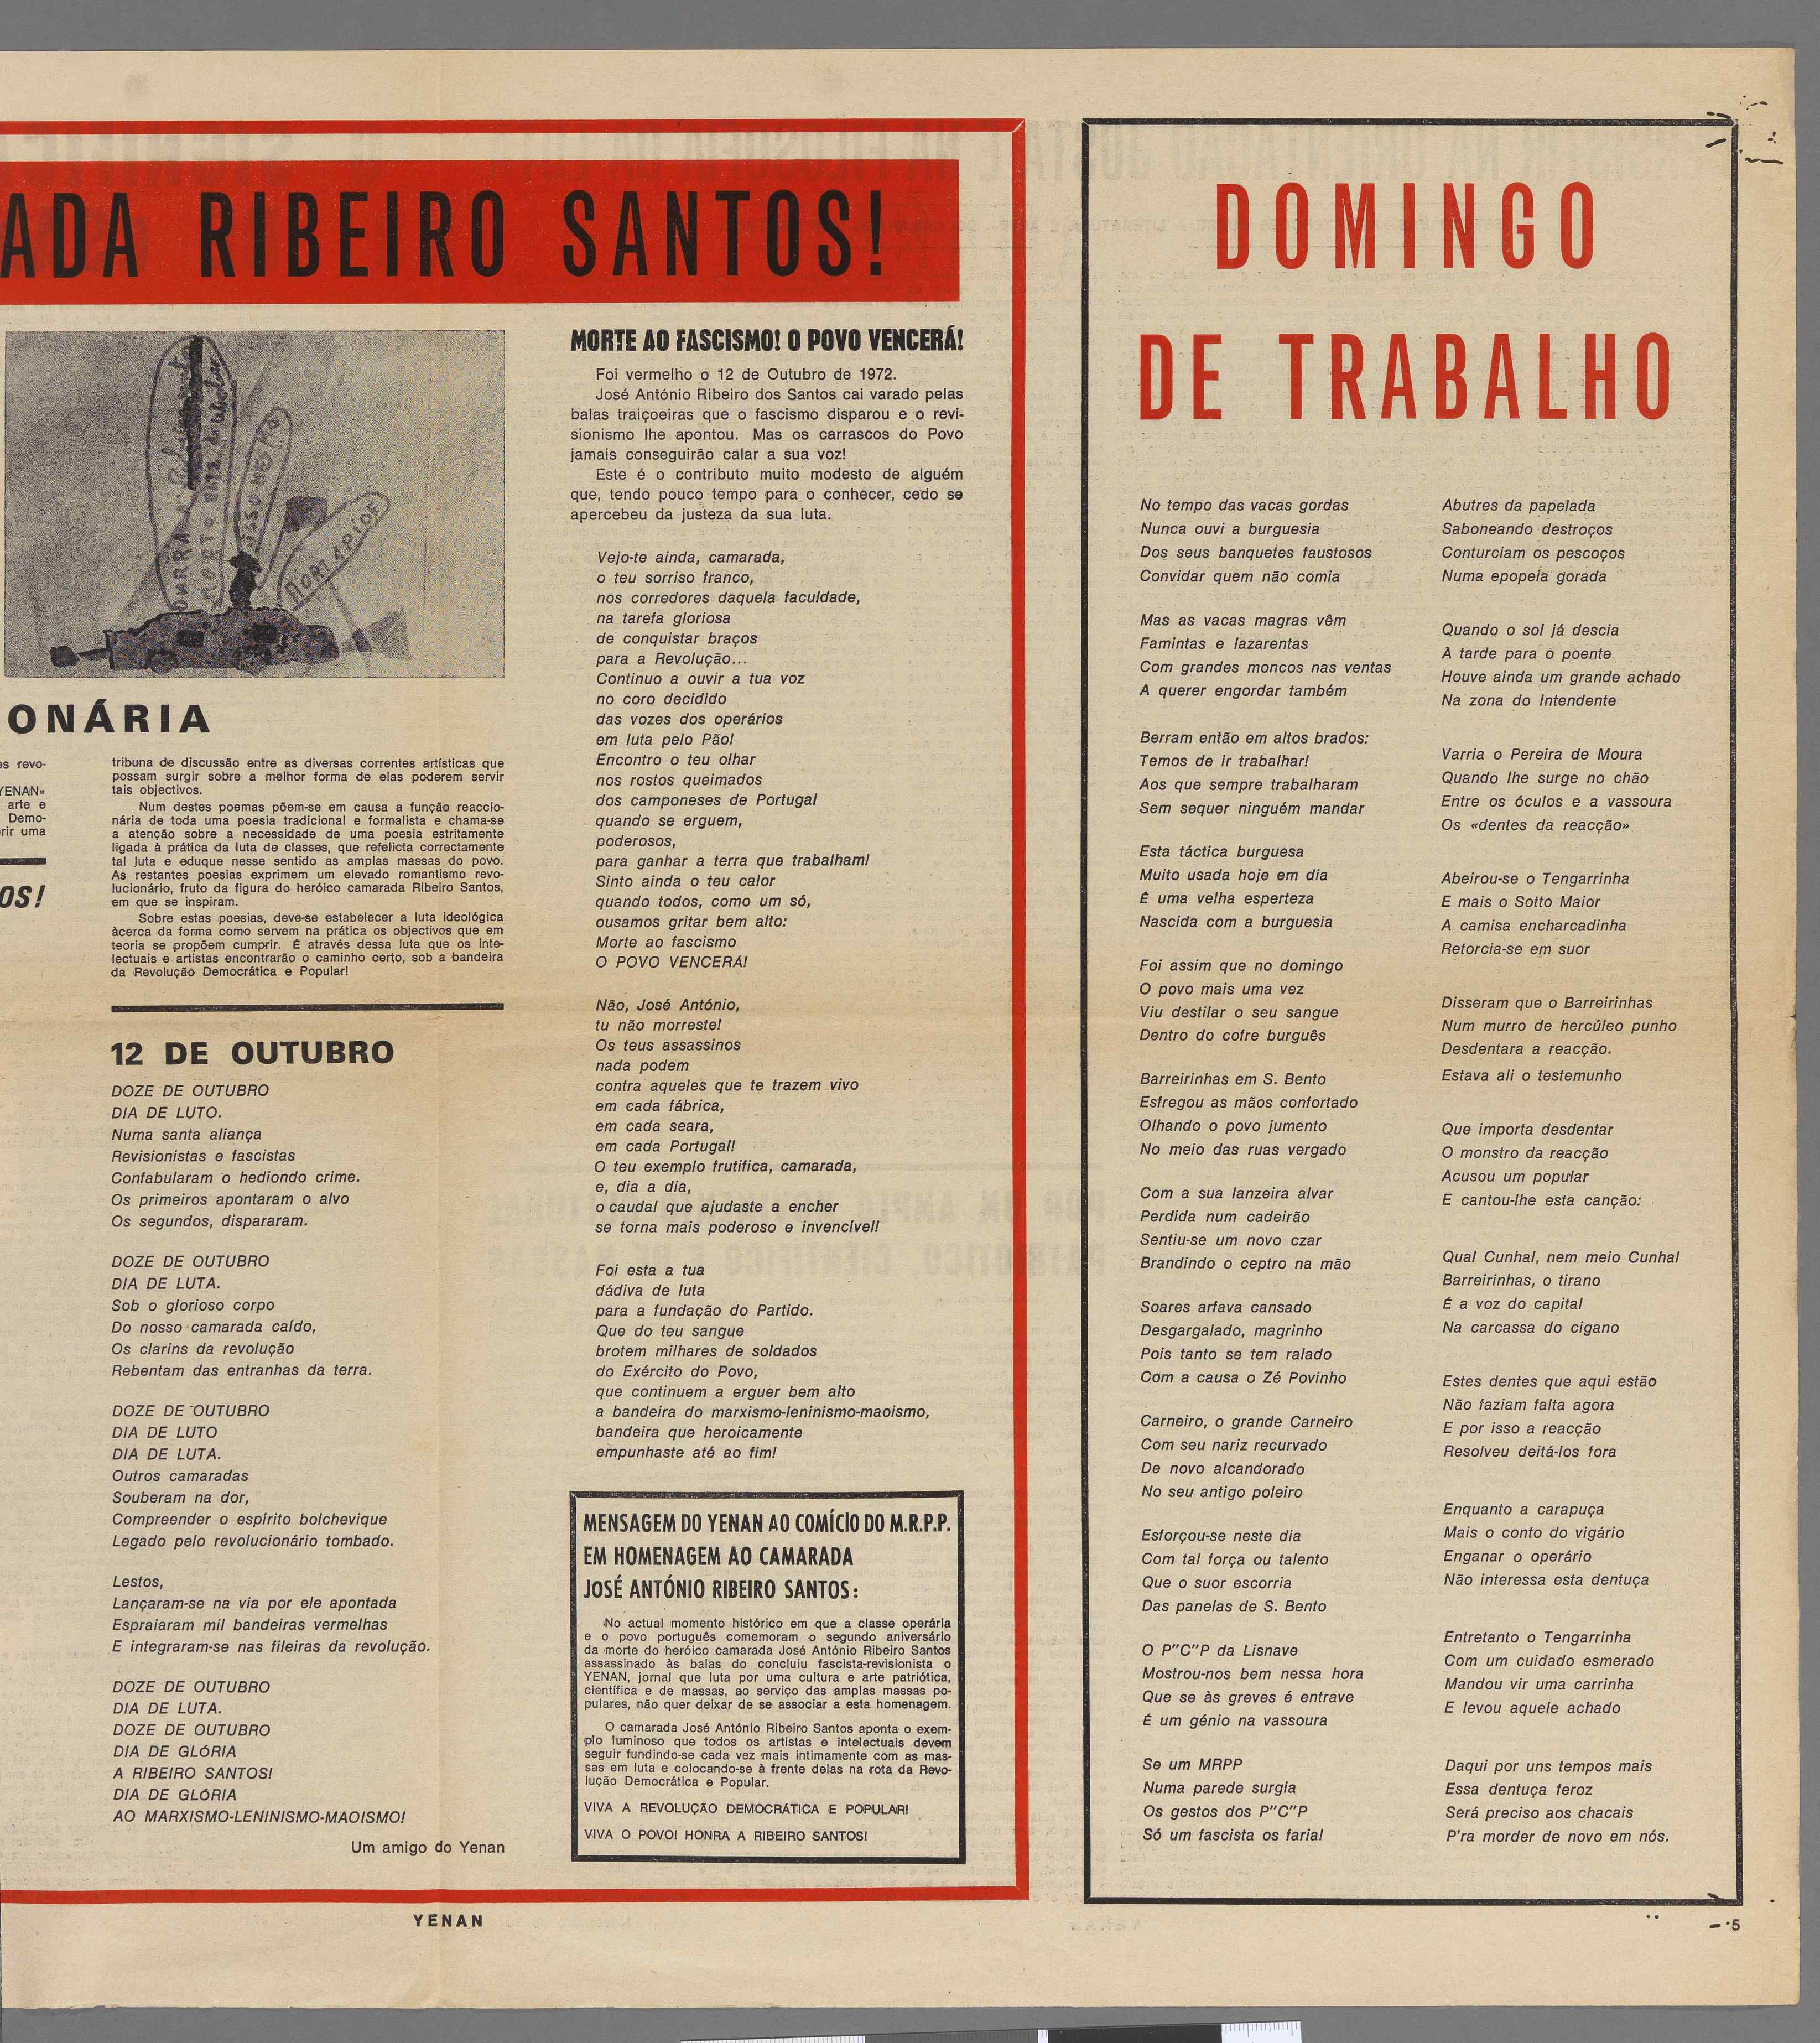 ADA RIBEIRO SANTOS!
MORTO
ISSO MESMO
MORTAPIDE
ONÁRIA
es revo-
YENAN»
arte e
Demo-
rir uma
OS!
tribuna de discussão entre as diversas correntes artísticas que
possam surgir sobre a melhor forma de elas poderem servir
tais objectivos.
Num destes poemas põem-se em causa a função reaccio-
nária de toda uma poesia tradicional e formalista e chama-se
a atenção sobre a necessidade de uma poesia estritamente
ligada à prática da luta de classes, que refelicta correctamente
tal luta e eduque nesse sentido as amplas massas do povo.
As restantes poesias exprimem um elevado romantismo revo-
lucionário, fruto da figura do heróico camarada Ribeiro Santos,
em que se inspiram.
Sobre estas poesias, deve-se estabelecer a luta ideológica
àcerca da forma como servem na prática os objectivos que em
teoria se propõem cumprir. É através dessa luta que os inte-
lectuais e artistas encontrarão o caminho certo, sob a bandeira
da Revolução Democrática e Popular!
12 DE OUTUBRO
DOZE DE OUTUBRO
DIA DE LUTO.
Numa santa aliança
Revisionistas e fascistas
Confabularam o hediondo crime.
Os primeiros apontaram o alvo
Os segundos, dispararam.
DOZE DE OUTUBRO
DIA DE LUTA.
Sob o glorioso corpo
Do nosso camarada caído,
Os clarins da revolução
Rebentam das entranhas da terra.
DOZE DE OUTUBRO
DIA DE LUTO
DIA DE LUTA.
Outros camaradas
Souberam na dor,
Compreender o espírito bolchevique
Legado pelo revolucionário tombado.
Lestos,
Lançaram-se na via por ele apontada
Espraiaram mil bandeiras vermelhas
E integraram-se nas fileiras da revolução.
DOZE DE OUTUBRO
DIA DE LUTA.
DOZE DE OUTUBRO
DIA DE GLÓRIA
A RIBEIRO SANTOS!
DIA DE GLÓRIA
AO MARXISMO-LENINISMO-MAOISMO!
Um amigo do Yenan
MORTE AO FASCISMO! O POVO VENCERÁ!
Foi vermelho o 12 de Outubro de 1972.
José António Ribeiro dos Santos cai varado pelas
balas traiçoeiras que o fascismo disparou e o revi-
sionismo lhe apontou. Mas os carrascos do Povo
jamais conseguirão calar a sua voz!
Este é o contributo muito modesto de alguém
que, tendo pouco tempo para o conhecer, cedo se
apercebeu da justeza da sua luta.
Vejo-te ainda, camarada,
o teu sorriso franco,
nos corredores daquela faculdade,
na tarefa gloriosa
de conquistar braços
para a Revolução...
Continuo a ouvir a tua voz
no coro decidido
das vozes dos operários
em luta pelo Pão!
Encontro o teu olhar
nos rostos queimados
dos camponeses de Portugal
quando se erguem,
poderosos,
para ganhar a terra que trabalham!
Sinto ainda o teu calor
quando todos, como um só,
ousamos gritar bem alto:
Morte ao fascismo
O POVO VENCERÁ!
Não, José António,
tu não morreste!
Os teus assassinos
nada podem
contra aqueles que te trazem vivo
em cada fábrica,
em cada seara,
em cada Portugal!
O teu exemplo frutifica, camarada,
e, dia a dia,
o caudal que ajudaste a encher
se torna mais poderoso e invencível!
Foi esta a tua
dádiva de luta
para a fundação do Partido.
Que do teu sangue
brotem milhares de soldados
do Exército do Povo,
que continuem a erguer bem alto
a bandeira do marxismo-leninismo-maoismo,
bandeira que heroicamente
empunhaste até ao fim!
MENSAGEM DO YENAN AO COMÍCIO DO M.R.P.P.
EM HOMENAGEM AO CAMARADA
JOSÉ ANTÓNIO RIBEIRO SANTOS:
No actual momento histórico em que a classe operária
e o povo português comemoram o segundo aniversário
da morte do heróico camarada José António Ribeiro Santos
assassinado às balas do concluiu fascista-revisionista o
YENAN, jornal que luta por uma cultura e arte patriótica,
científica e de massas, ao serviço das amplas massas po-
pulares, não quer deixar de se associar a esta homenagem.
O camarada José António Ribeiro Santos aponta o exem-
plo luminoso que todos os artistas e intelectuais devem
seguir fundindo-se cada vez mais intimamente com as mas-
sas em luta e colocando-se à frente delas na rota da Revo-
lução Democrática e Popular.
VIVA A REVOLUÇÃO DEMOCRÁTICA E POPULAR!
VIVA O POVO! HONRA A RIBEIRO SANTOS!
DOMINGO
DE TRABALHO
No tempo das vacas gordas
Nunca ouvi a burguesia
Dos seus banquetes faustosos
Convidar quem não comia
Mas as vacas magras vêm
Famintas e lazarentas
Com grandes moncos nas ventas
A querer engordar também
Berram então em altos brados:
Temos de ir trabalhar!
Aos que sempre trabalharam
Sem sequer ninguém mandar
Esta táctica burguesa
Muito usada hoje em dia
É uma velha esperteza
Nascida com a burguesia
Foi assim que no domingo
O povo mais uma vez
Viu destilar o seu sangue
Dentro do cofre burguês
Barreirinhas em S. Bento
Esfregou as mãos confortado
Olhando o povo jumento
No meio das ruas vergado
Com a sua lanzeira alvar
Perdida num cadeirão
Sentiu-se um novo czar
Brandindo o ceptro na mão
Soares arfava cansado
Desgargalado, magrinho
Pois tanto se tem ralado
Com a causa o Zé Povinho
Carneiro, o grande Carneiro
Com seu nariz recurvado
De novo alcandorado
No seu antigo poleiro
Esforçou-se neste dia
Com tal força ou talento
Que o suor escorria
Das panelas de S. Bento
O P"C"P da Lisnave
Mostrou-nos bem nessa hora
Que se às greves é entrave
É um génio na vassoura
Se um MRPP
Numa parede surgia
Os gestos dos P"C"P
Só um fascista os faria!
Abutres da papelada
Saboneando destroços
Conturciam os pescoços
Numa epopeia gorada
Quando o sol já descia
À tarde para o poente
Houve ainda um grande achado
Na zona do Intendente
Varria o Pereira de Moura
Quando lhe surge no chão
Entre os óculos e a vassoura
Os «dentes da reacção»
Abeirou-se o Tengarrinha
E mais o Sotto Maior
A camisa encharcadinha
Retorcia-se em suor
Disseram que o Barreirinhas
Num murro de hercúleo punho
Desdentara a reacção.
Estava ali o testemunho
Que importa desdentar
O monstro da reacção
Acusou um popular
E cantou-lhe esta canção:
Qual Cunhal, nem meio Cunhal
Barreirinhas, o tirano
É a voz do capital
Na carcassa do cigano
Estes dentes que aqui estão
Não faziam falta agora
E por isso a reacção
Resolveu deitá-los fora
Enquanto a carapuça
Mais o conto do vigário
Enganar o operário
Não interessa esta dentuça
Entretanto o Tengarrinha
Com um cuidado esmerado
Mandou vir uma carrinha
E levou aquele achado
Daqui por uns tempos mais
Essa dentuça feroz
Será preciso aos chacais
P'ra morder de novo em nós.
YENAN
5